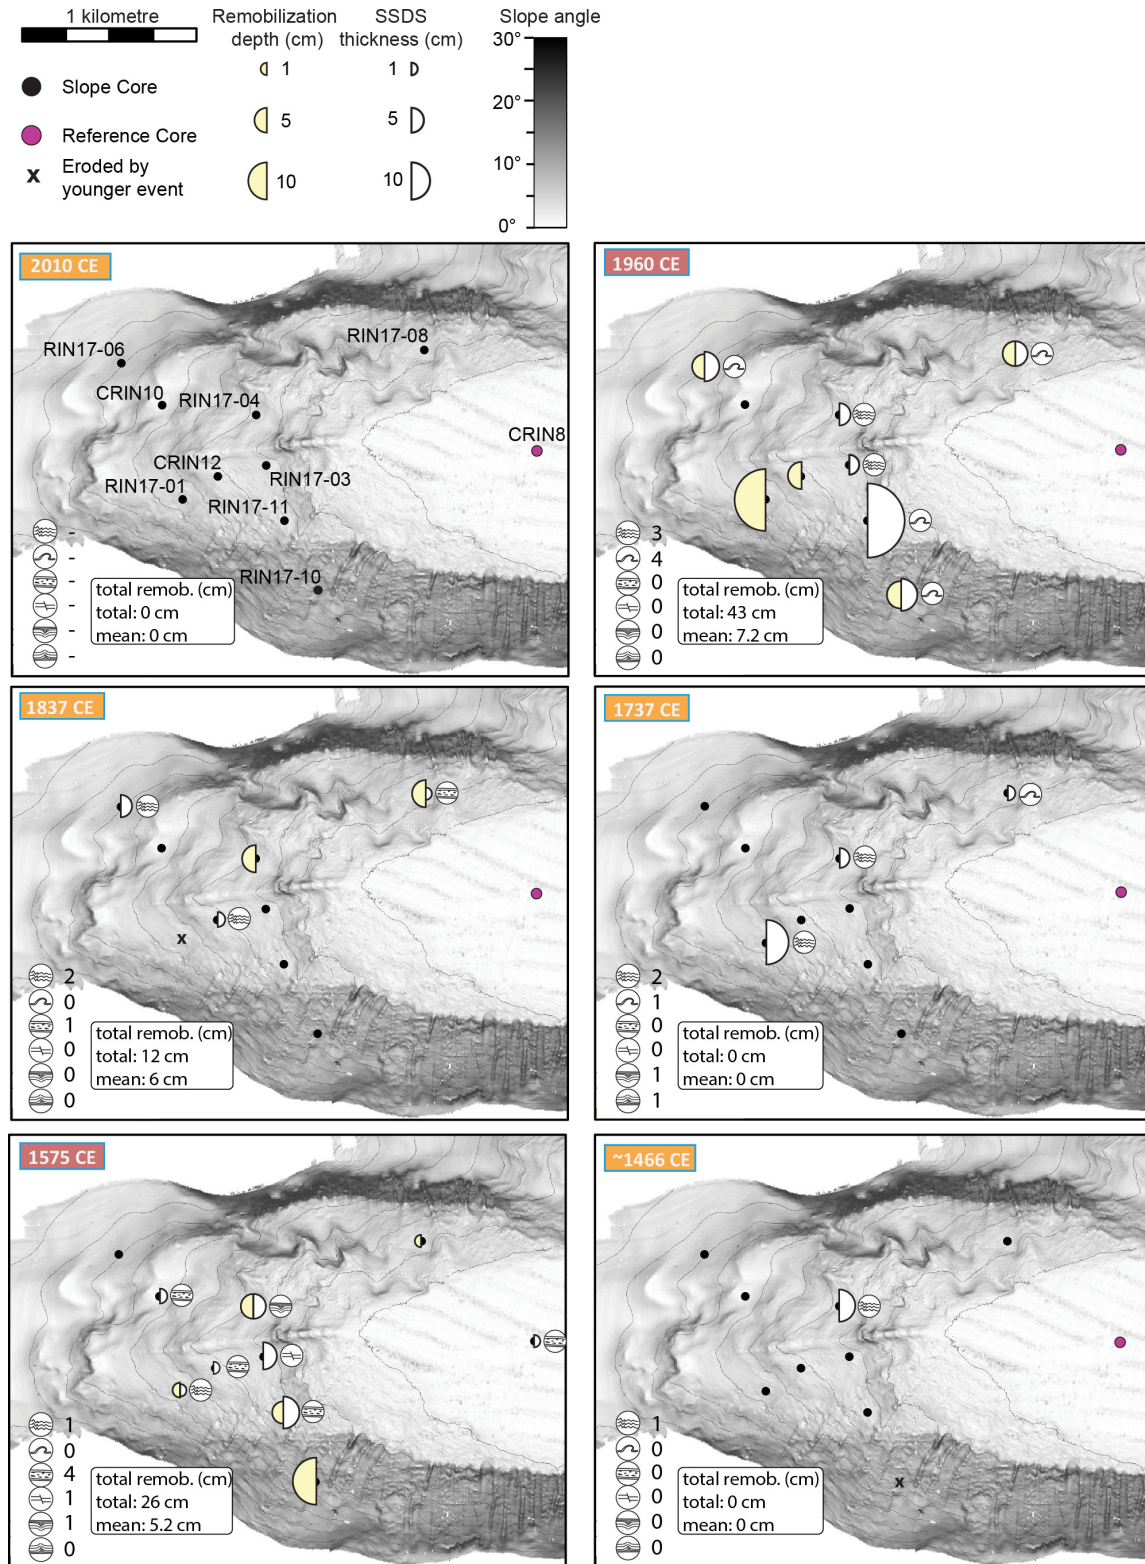 1 kilometre
Remobilization
depth (cm)
SSDS
thickness (cm)
Slope angle
1
1
30°
Slope Core
20°
5
5
Reference Core
x Eroded by
younger event
10
10
10°
0°
2010 CE
RIN17-08
RIN17-06
CRIN10
RIN17-04
CRIN8
CRIN12
RIN17-03
RIN17-01
RIN17-11
RIN17-10
-
-
-
-
-
-
total remob. (cm)
total: 0 cm
mean: 0 cm
1960 CE
3
4
0
0
0
0
total remob. (cm)
total: 43 cm
mean: 7.2 cm
1837 CE
x
2
0
1
0
0
0
total remob. (cm)
total: 12 cm
mean: 6 cm
1737 CE
2
1
0
0
1
1
total remob. (cm)
total: 0 cm
mean: 0 cm
1575 CE
1
0
4
1
1
0
total remob. (cm)
total: 26 cm
mean: 5.2 cm
~1466 CE
x
1
0
0
0
0
0
total remob. (cm)
total: 0 cm
mean: 0 cm